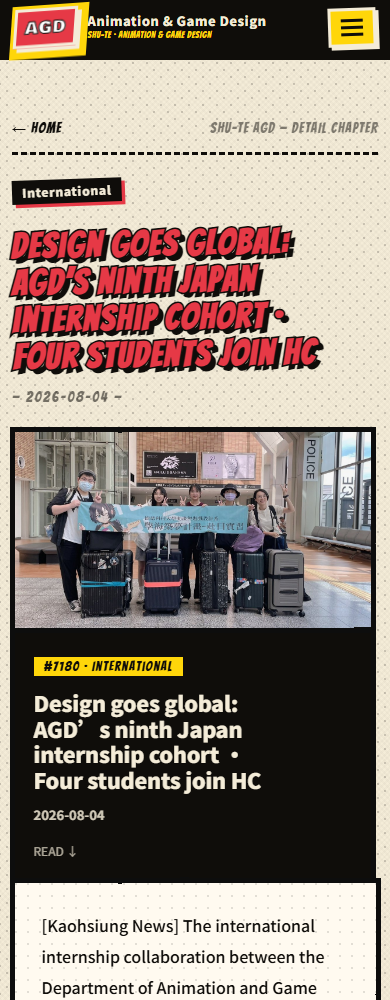 AGD
Animation & Game Design
SHU-TE • ANIMATION & GAME DESIGN
← HOME
SHU-TE AGD — DETAIL CHAPTER
International
DESIGN GOES GLOBAL:
AGD'S NINTH JAPAN
INTERNSHIP COHORT •
FOUR STUDENTS JOIN HC
— 2026-08-04 —
POLICE
#7180 • INTERNATIONAL
Design goes global:
AGD’s ninth Japan
internship cohort •
Four students join HC
2026-08-04
READ ↓
[Kaohsiung News] The international
internship collaboration between the
Department of Animation and Game